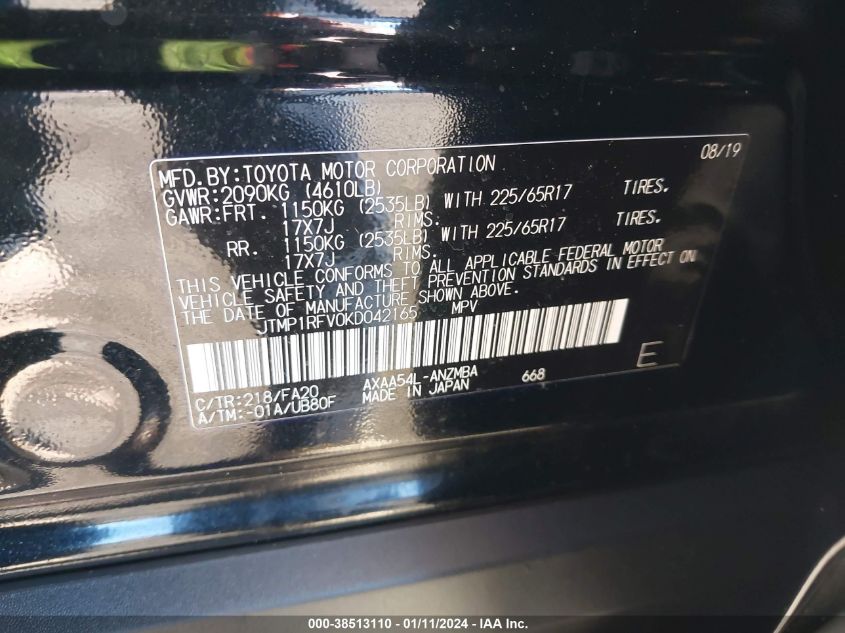 MFD.BY:TOYOTA MOTOR CORPORATION 08/19
GVWR:2090KG (4610LB)
GAWR:FRT. 1150KG (2535LB) WITH 225/65R17 TIRES.
17X7J RIMS.
RR. 1150KG (2535LB) WITH 225/65R17 TIRES.
17X7J RIMS.
THIS VEHICLE CONFORMS TO ALL APPLICABLE FEDERAL MOTOR
VEHICLE SAFETY AND THEFT PREVENTION STANDARDS IN EFFECT ON
THE DATE OF MANUFACTURE SHOWN ABOVE.
JTMP1RFV0KD042165 MPV
E
C/TR:218/FA20 AXAA54L-ANZMBA 668
A/TM:-01A/UB80F MADE IN JAPAN
000-38513110 - 01/11/2024 - IAA Inc.